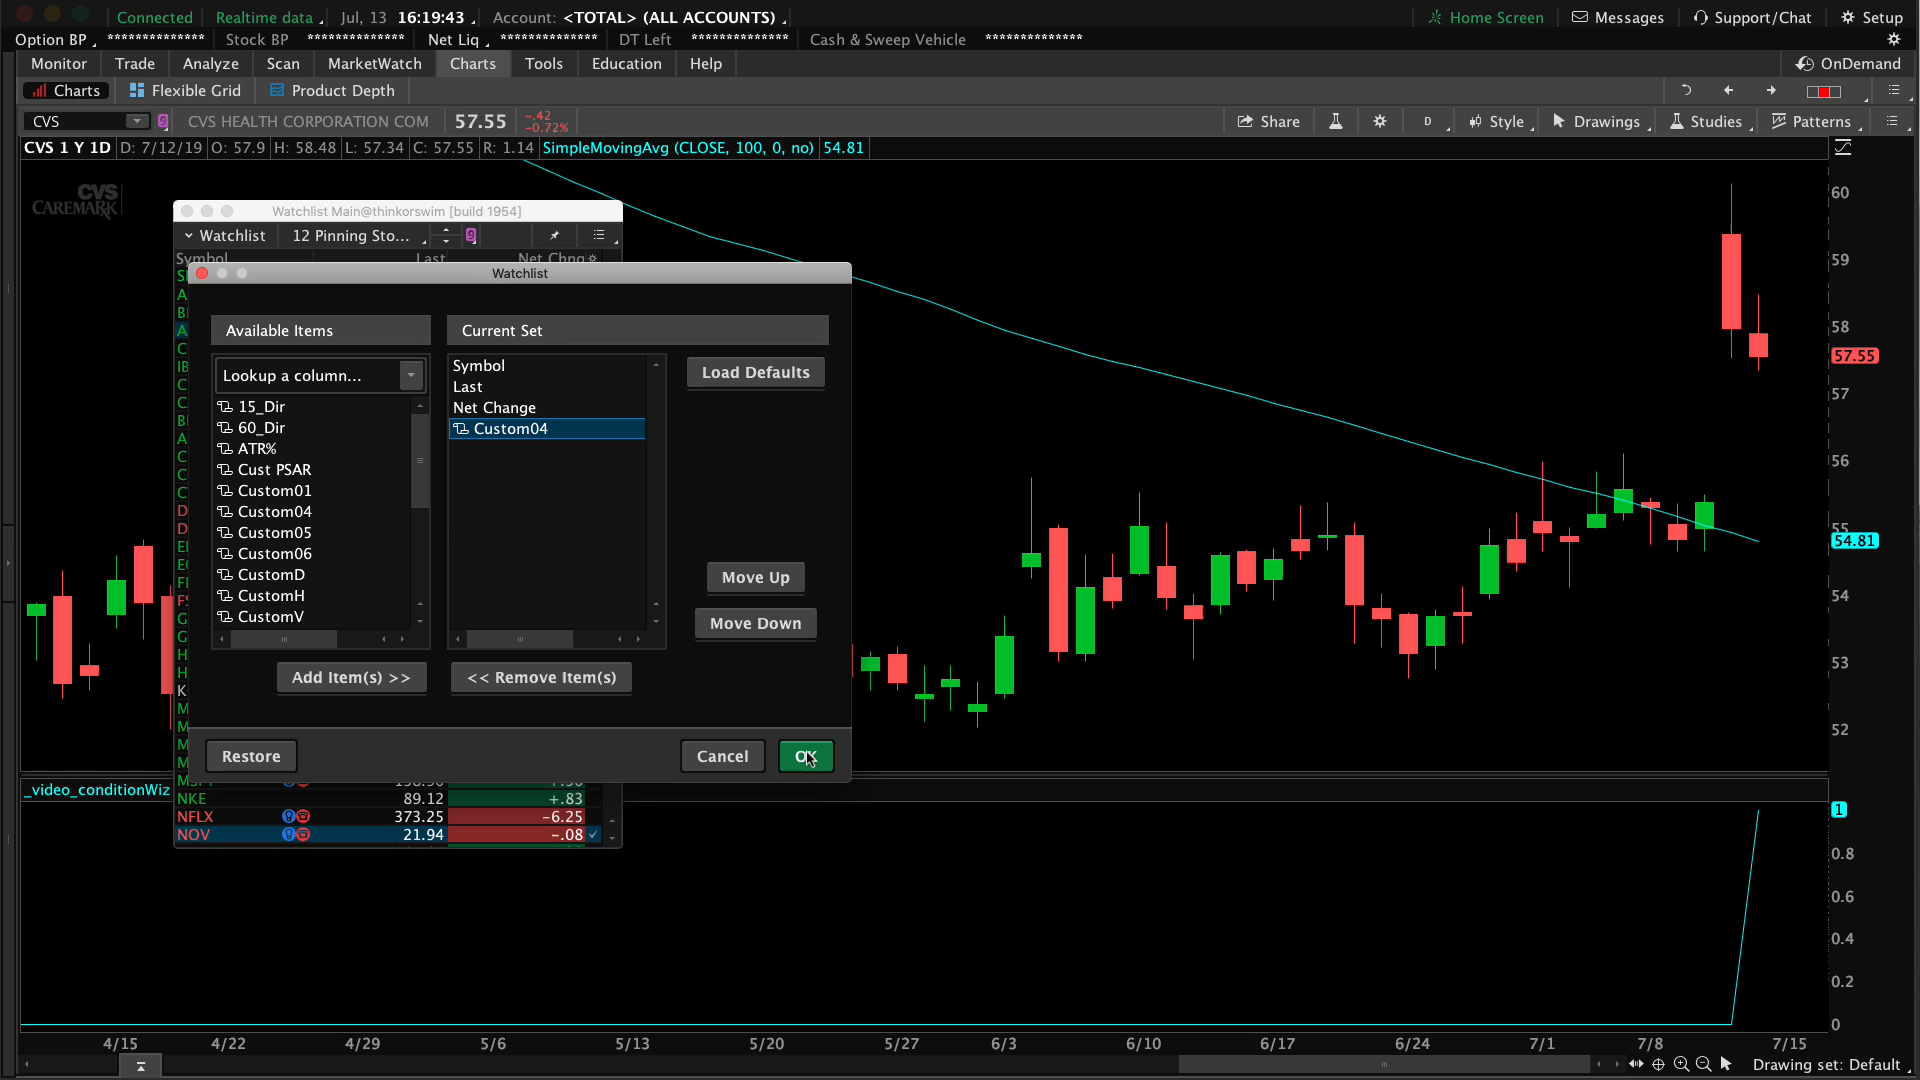 Connected Realtime data Jul, 13 16:19:43 Account: <TOTAL> (ALL ACCOUNTS) Home Screen Messages Support/Chat Setup
Option BP ************** Stock BP ************** Net Liq ************** DT Left ************** Cash & Sweep Vehicle **************
Monitor Trade Analyze Scan MarketWatch Charts Tools Education Help OnDemand
Charts Flexible Grid Product Depth
CVS 9 CVS HEALTH CORPORATION COM 57.55 -.42 Share D Style Drawings Studies Patterns
-0.72%
CVS 1 Y 1D D: 7/12/19 O: 57.9 H: 58.48 L: 57.34 C: 57.55 R: 1.14 SimpleMovingAvg (CLOSE, 100, 0, no) 54.81
CVS
CAREMARK
Watchlist Main@thinkorswim [build 1954]
Watchlist 12 Pinning Sto... 9
Symbol Last Net Chng
Watchlist
Available Items Current Set
Lookup a column...
15_Dir
60_Dir
ATR%
Cust PSAR
Custom01
Custom04
Custom05
Custom06
CustomD
CustomH
CustomV
Symbol
Last
Net Change
Custom04
Load Defaults
Move Up
Move Down
Add Item(s) >> << Remove Item(s)
Restore Cancel OK
NKE 89.12 +.83
NFLX 373.25 -6.25
NOV 21.94 -.08
60
59
58
57.55
57
56
55
54.81
54
53
52
_video_conditionWiz
1
0.8
0.6
0.4
0.2
0
4/15 4/22 4/29 5/6 5/13 5/20 5/27 6/3 6/10 6/17 6/24 7/1 7/8 7/15
Drawing set: Default